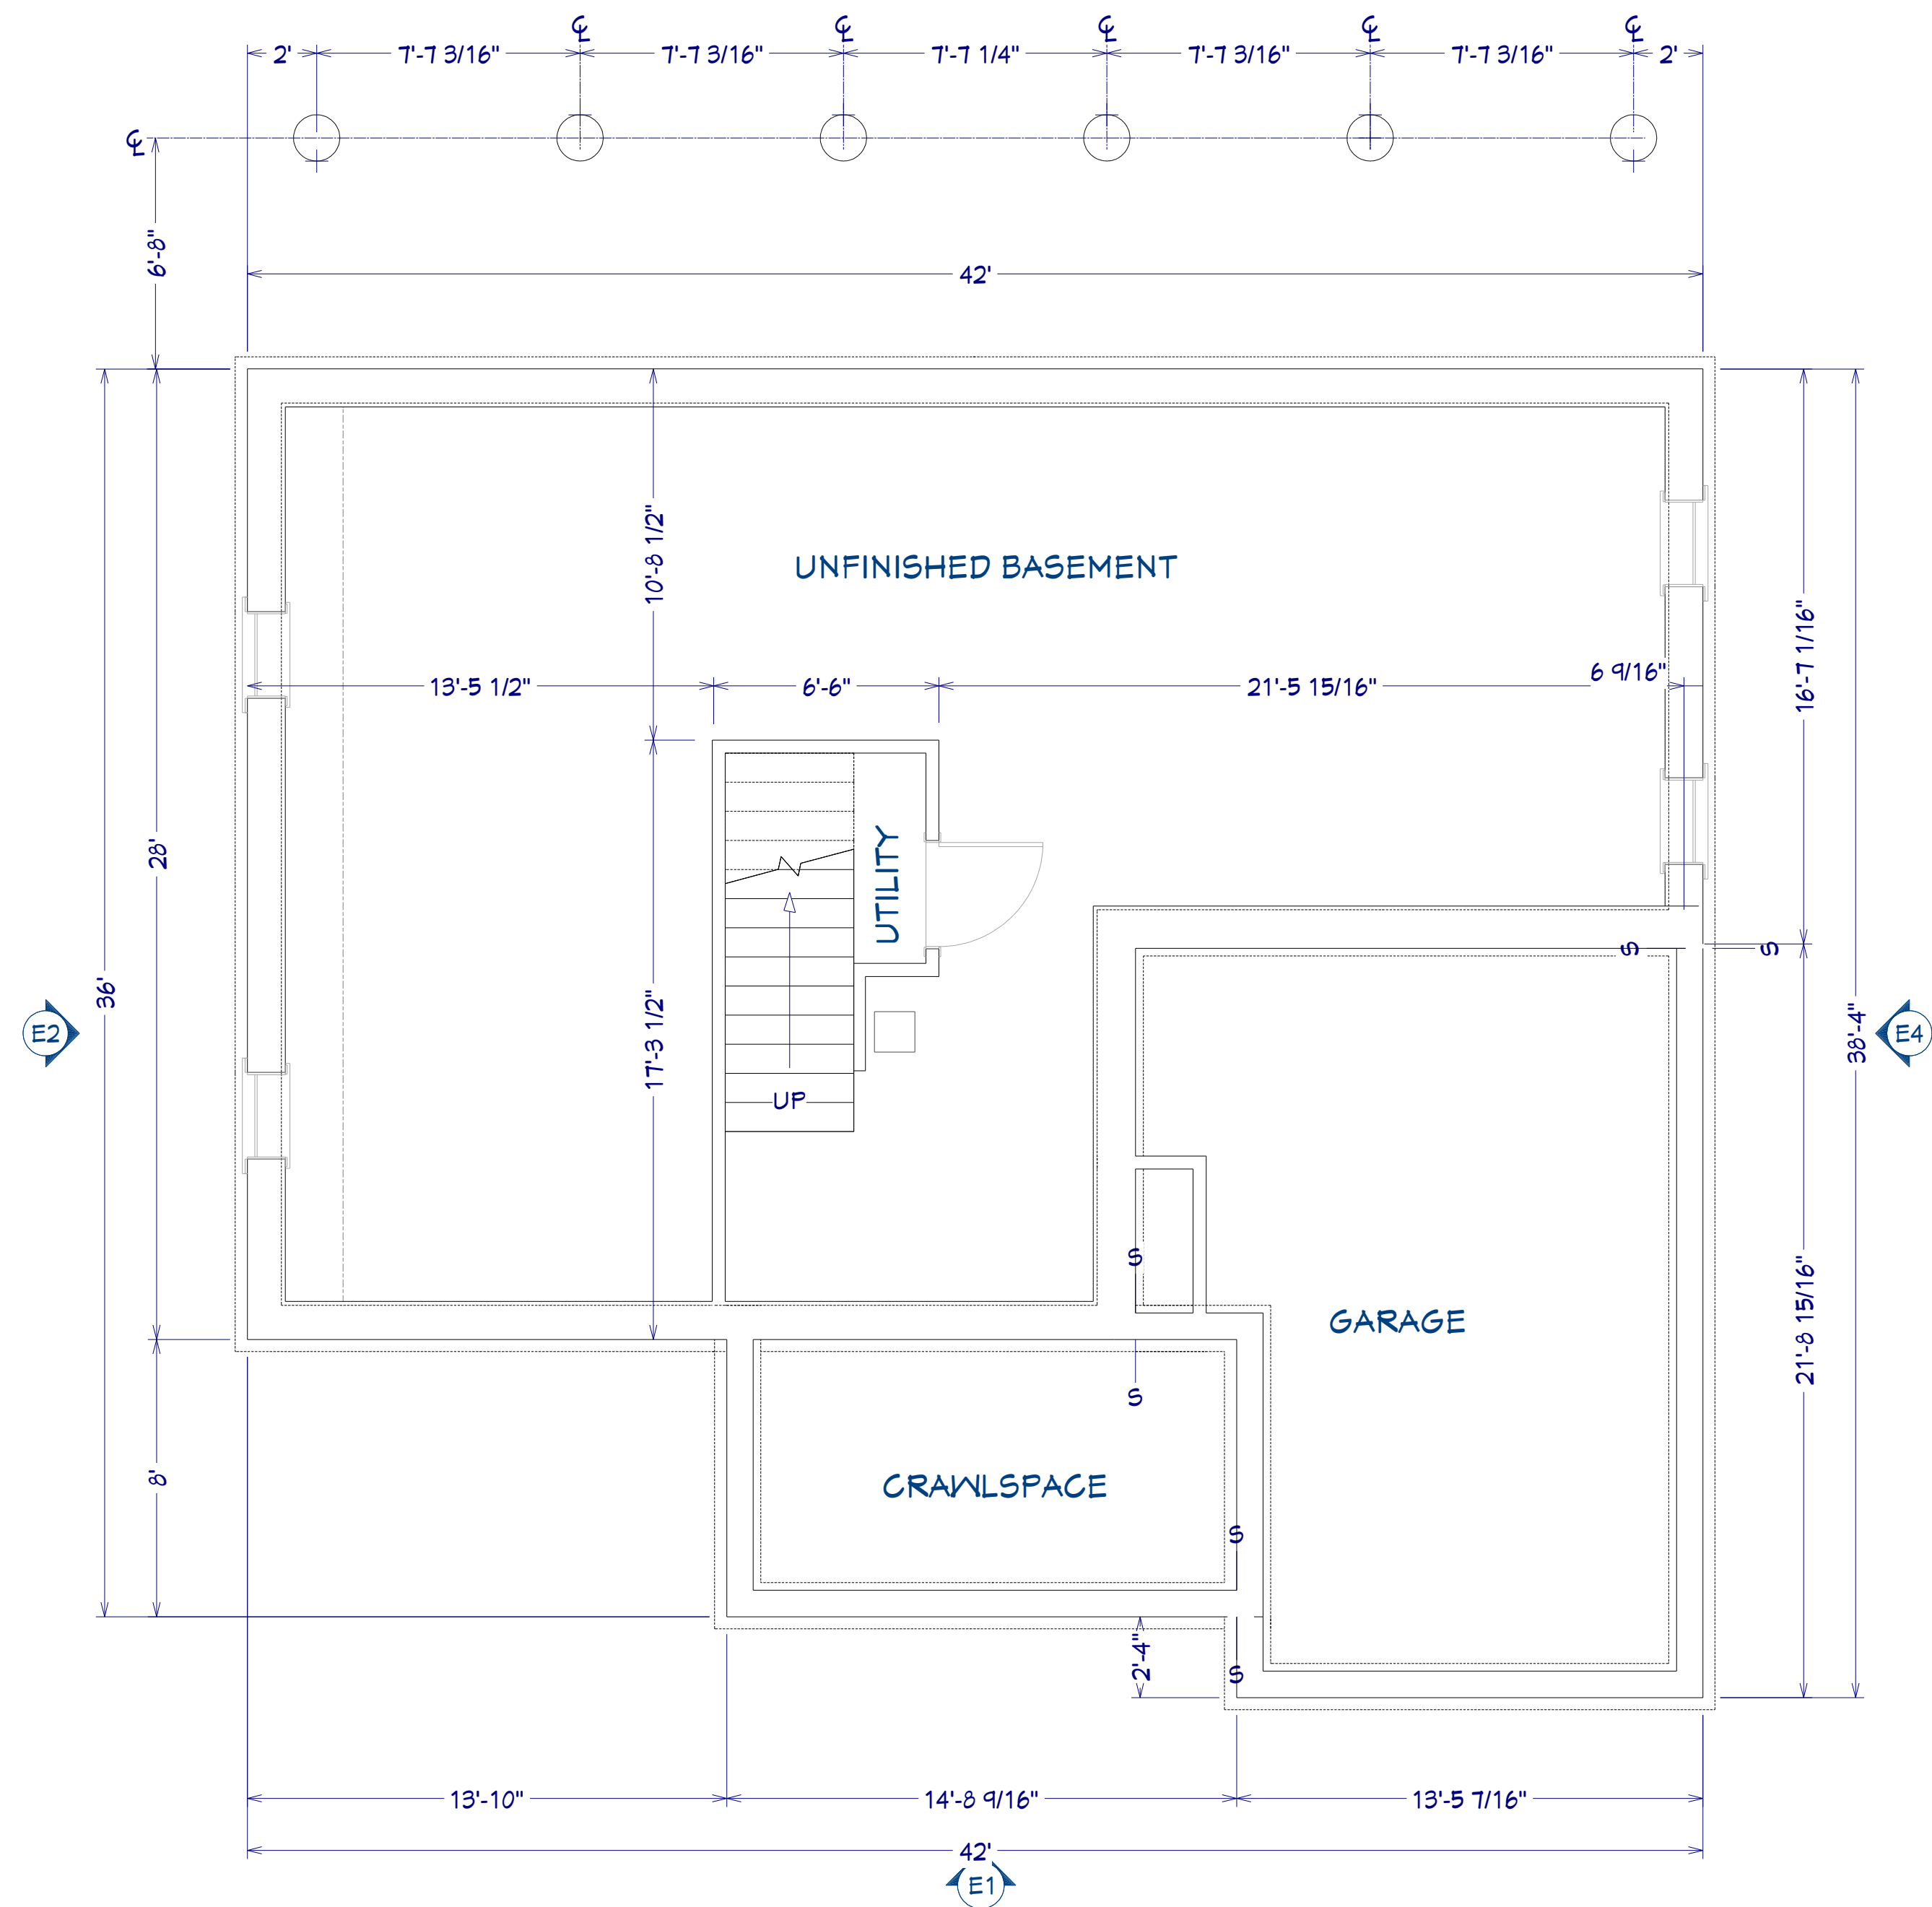 ℄ ℄ ℄ ℄ ℄
2' 7'-7 3/16" 7'-7 3/16" 7'-7 1/4" 7'-7 3/16" 7'-7 3/16" 2'
℄
6'-8"
42'
10'-8 1/2"
UNFINISHED BASEMENT
16'-7 1/16"
13'-5 1/2" 6'-6" 21'-5 15/16" 6 9/16"
28'
UTILITY
S S
36'
17'-3 1/2"
E2
38'-4"
E4
UP
S
GARAGE
21'-8 15/16"
S
8'
CRAWLSPACE
S
2'-4"
S
13'-10" 14'-8 9/16" 13'-5 7/16"
42'
E1